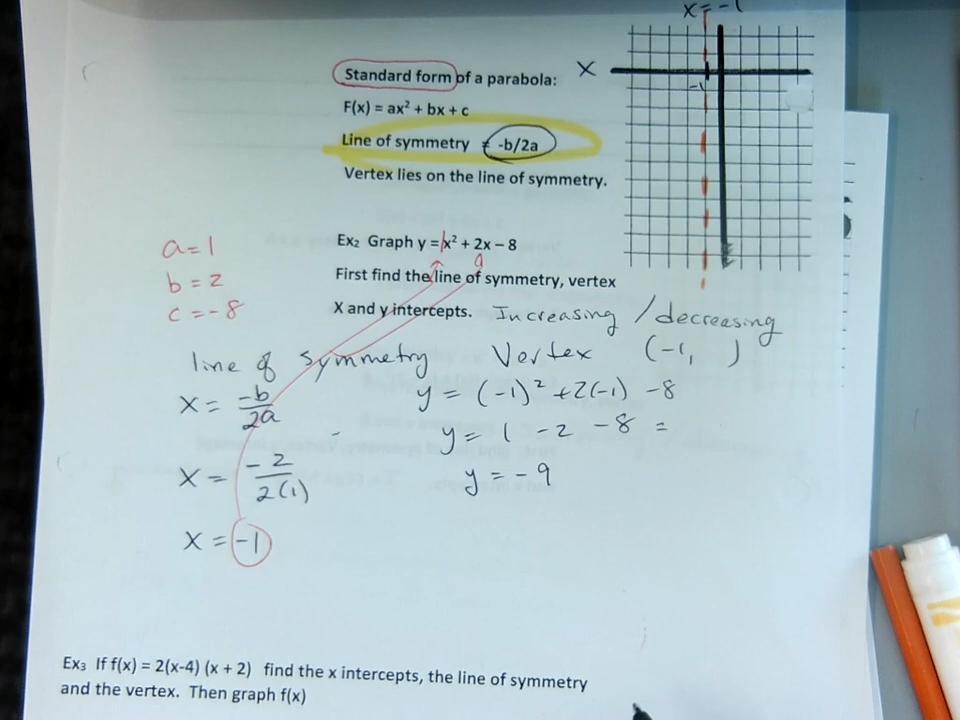 x = -1
Standard form of a parabola:
X
F(x) = ax² + bx + c
-1
Line of symmetry = -b/2a
Vertex lies on the line of symmetry.
a = 1
Ex2 Graph y = 1x² + 2x – 8
b = 2
First find the line of symmetry, vertex
c = -8
X and y intercepts. Increasing / decreasing
line of symmetry Vertex (-1, )
x = -b/2a
y = (-1)² + 2(-1) - 8
y = 1 - 2 - 8 =
x = -2/2(1)
y = -9
x = -1
Ex3 If f(x) = 2(x-4) (x + 2) find the x intercepts, the line of symmetry
and the vertex. Then graph f(x)